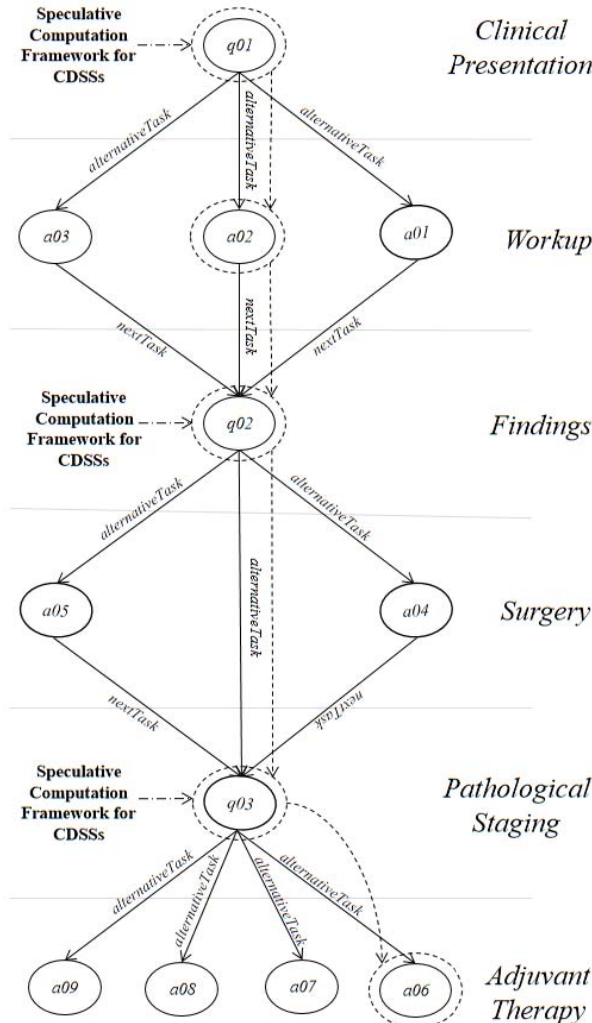 Speculative
Computation
Framework for
CDSSs
q01
Clinical
Presentation
alternativeTask
alternativeTask
alternativeTask
a03
a02
a01
Workup
nextTask
nextTask
nextTask
Speculative
Computation
Framework for
CDSSs
q02
Findings
alternativeTask
alternativeTask
alternativeTask
a05
a04
Surgery
nextTask
nextTask
Speculative
Computation
Framework for
CDSSs
q03
Pathological
Staging
alternativeTask
alternativeTask
alternativeTask
alternativeTask
a09
a08
a07
a06
Adjuvant
Therapy